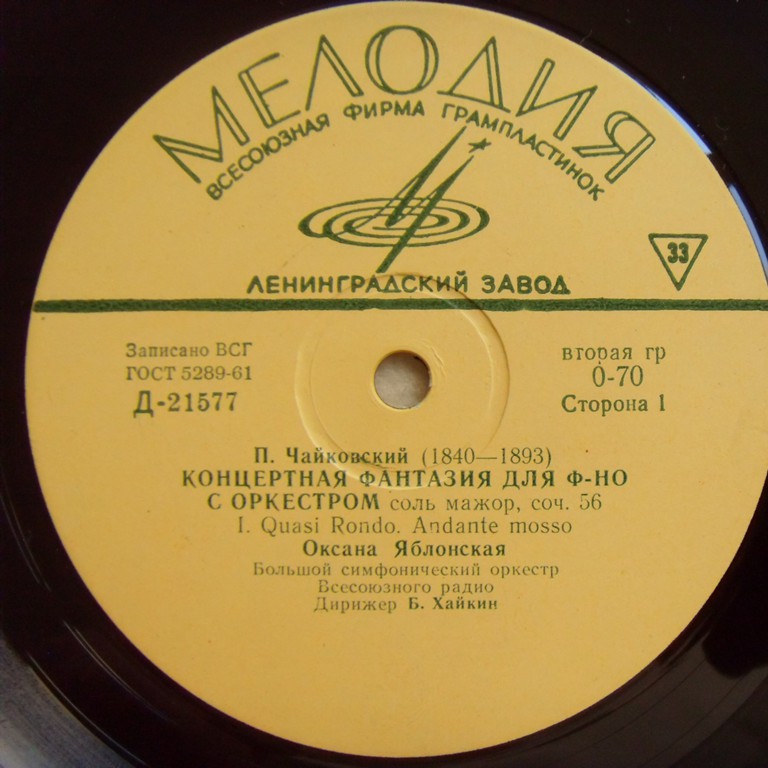 МЕЛОДИЯ
ВСЕСОЮЗНАЯ ФИРМА ГРАМПЛАСТИНОК
33
ЛЕНИНГРАДСКИЙ ЗАВОД
Записано ВСГ
ГОСТ 5289-61
Д-21577
вторая гр
0-70
Сторона 1
П. Чайковский (1840—1893)
КОНЦЕРТНАЯ ФАНТАЗИЯ ДЛЯ Ф-НО
С ОРКЕСТРОМ соль мажор, соч. 56
I. Quasi Rondo. Andante mosso
Оксана Яблонская
Большой симфонический оркестр
Всесоюзного радио
Дирижер Б. Хайкин